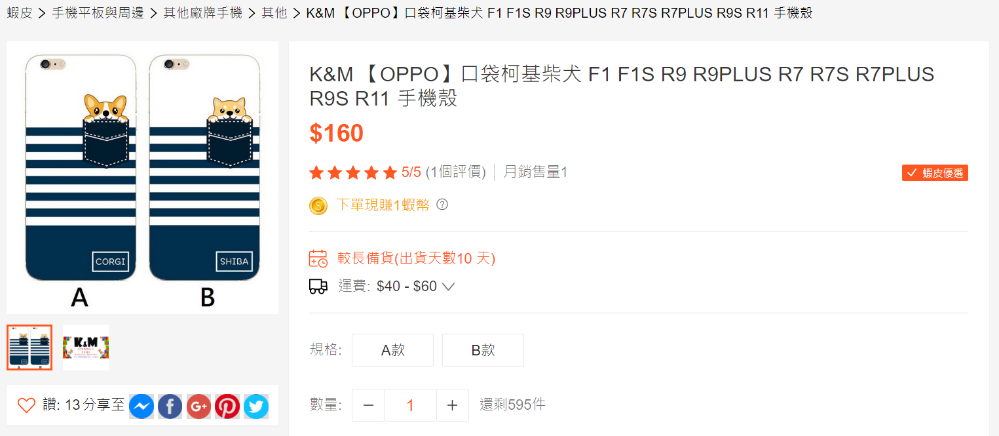 蝦皮 > 手機平板與周邊 > 其他廠牌手機 > 其他 > K&M 【OPPO】口袋柯基柴犬 F1 F1S R9 R9PLUS R7 R7S R7PLUS R9S R11 手機殼
CORGI
SHIBA
A
B
K&M
讚: 13 分享至
K&M 【OPPO】口袋柯基柴犬 F1 F1S R9 R9PLUS R7 R7S R7PLUS
R9S R11 手機殼
$160
5/5 (1個評價) 月銷售量1
蝦皮優選
下單現賺1蝦幣
較長備貨(出貨天數10 天)
運費: $40 - $60
規格: A款 B款
數量: − 1 + 還剩595件